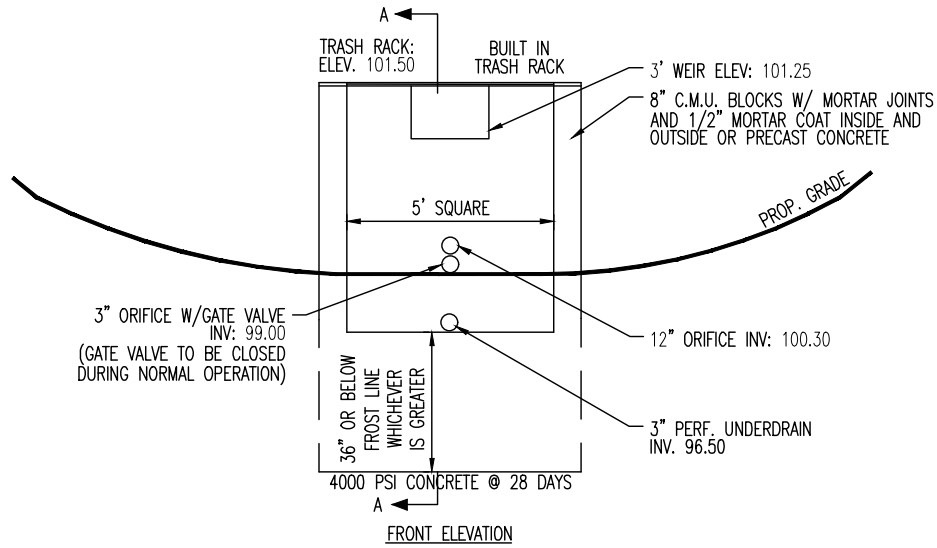 A
TRASH RACK:
ELEV. 101.50
BUILT IN
TRASH RACK
3' WEIR ELEV: 101.25
8" C.M.U. BLOCKS W/ MORTAR JOINTS
AND 1/2" MORTAR COAT INSIDE AND
OUTSIDE OR PRECAST CONCRETE
5' SQUARE
PROP. GRADE
3" ORIFICE W/GATE VALVE
INV: 99.00
(GATE VALVE TO BE CLOSED
DURING NORMAL OPERATION)
12" ORIFICE INV: 100.30
36" OR BELOW
FROST LINE
WHICHEVER
IS GREATER
3" PERF. UNDERDRAIN
INV. 96.50
4000 PSI CONCRETE @ 28 DAYS
A
FRONT ELEVATION